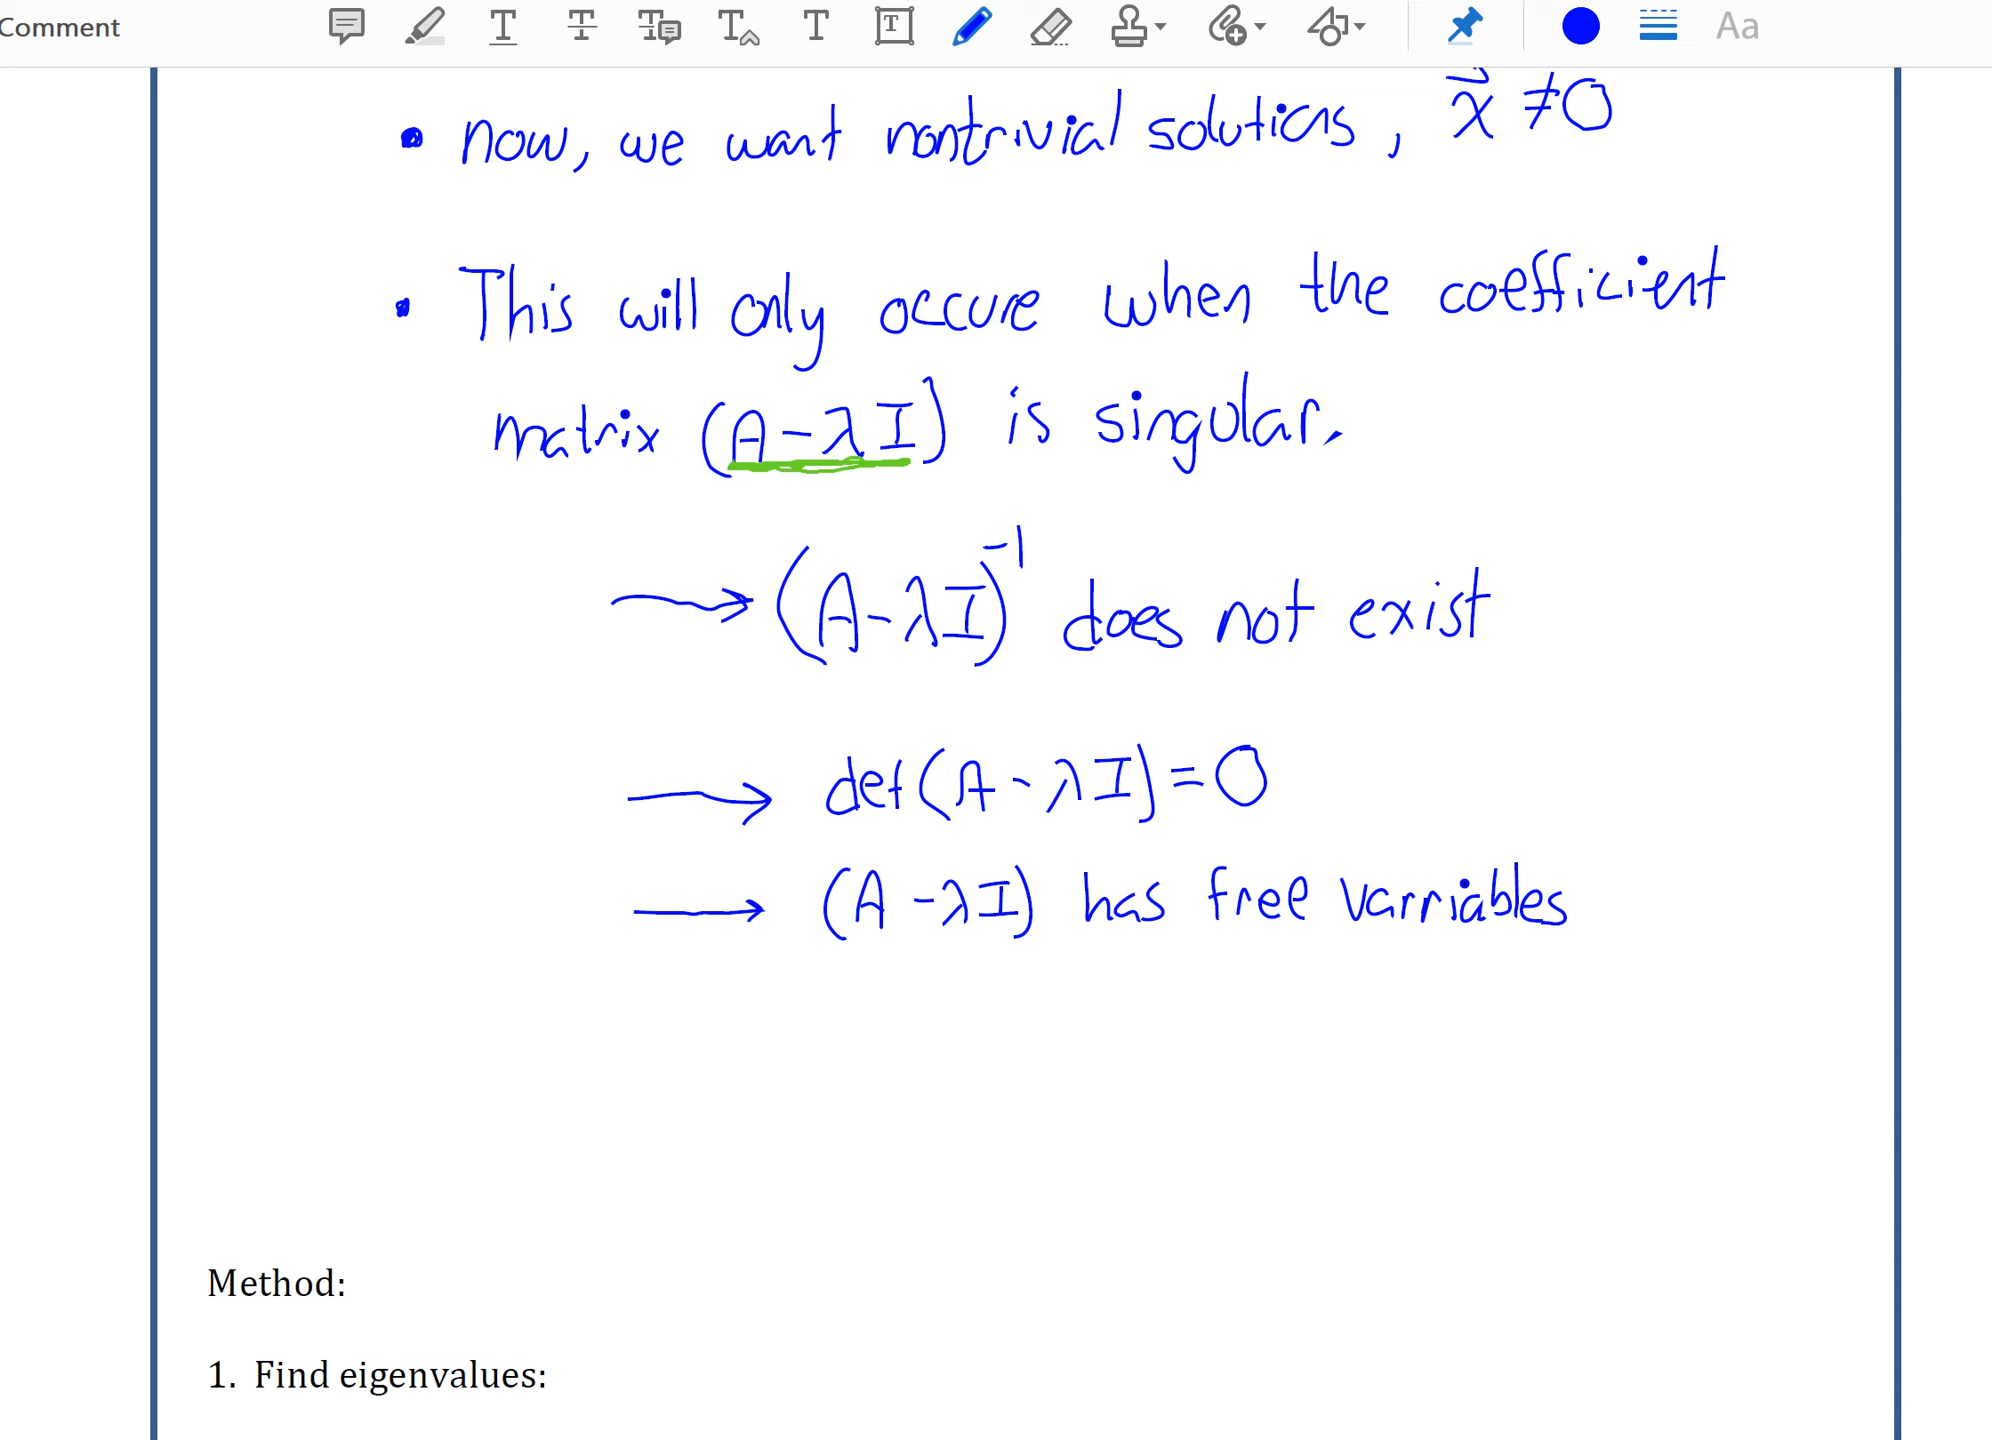 Comment
Aa
• now, we want nontrivial solutions, x⃗ ≠0
• This will only occure when the coefficient
matrix (A-λI) is singular.
→ (A-λI)⁻¹ does not exist
→ det(A-λI)=0
→ (A-λI) has free varriables
Method:
1. Find eigenvalues: